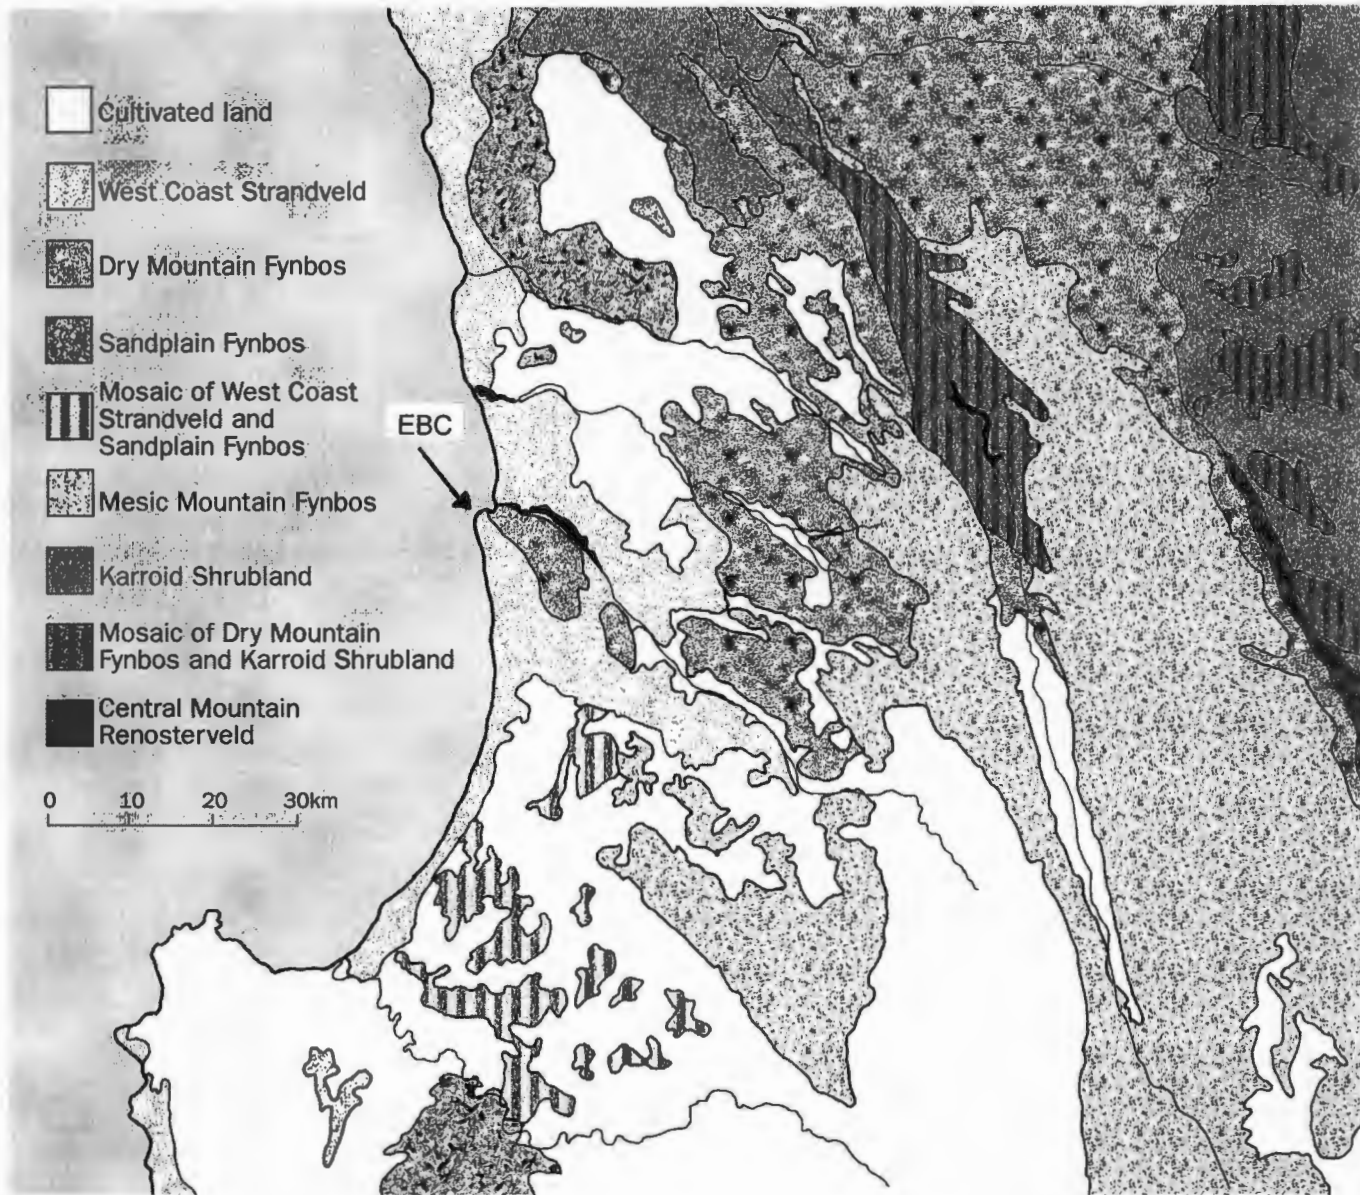 Cultivated land
West Coast Strandveld
Dry Mountain Fynbos
Sandplain Fynbos
Mosaic of West Coast
Strandveld and
Sandplain Fynbos
EBC
Mesic Mountain Fynbos
Karroid Shrubland
Mosaic of Dry Mountain
Fynbos and Karroid Shrubland
Central Mountain
Renosterveld
0 10 20 30km